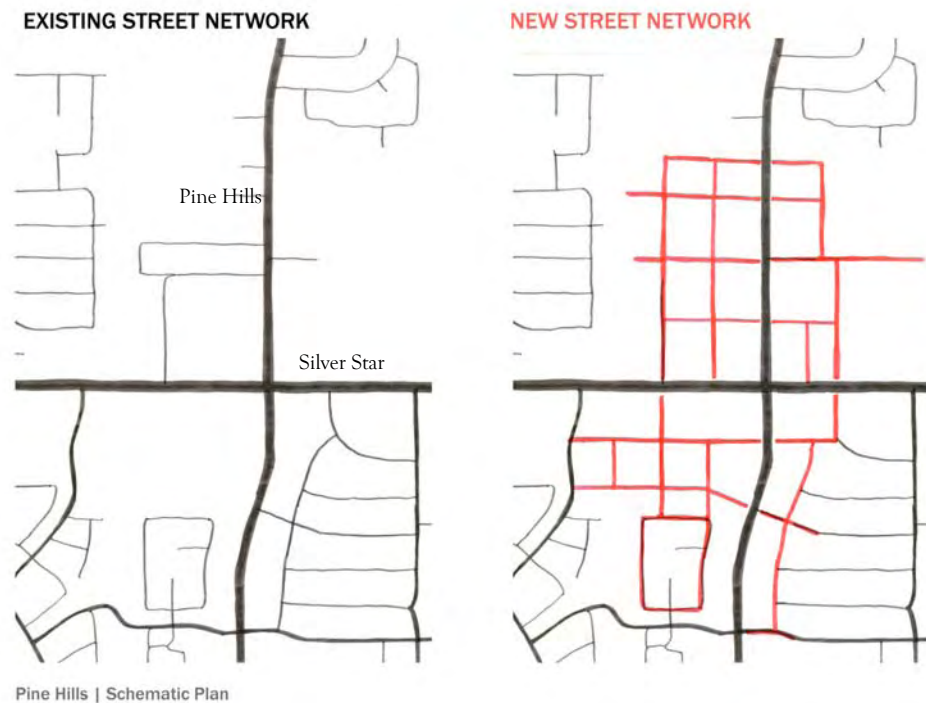 EXISTING STREET NETWORK
NEW STREET NETWORK
Pine Hills
Silver Star
Pine Hills | Schematic Plan